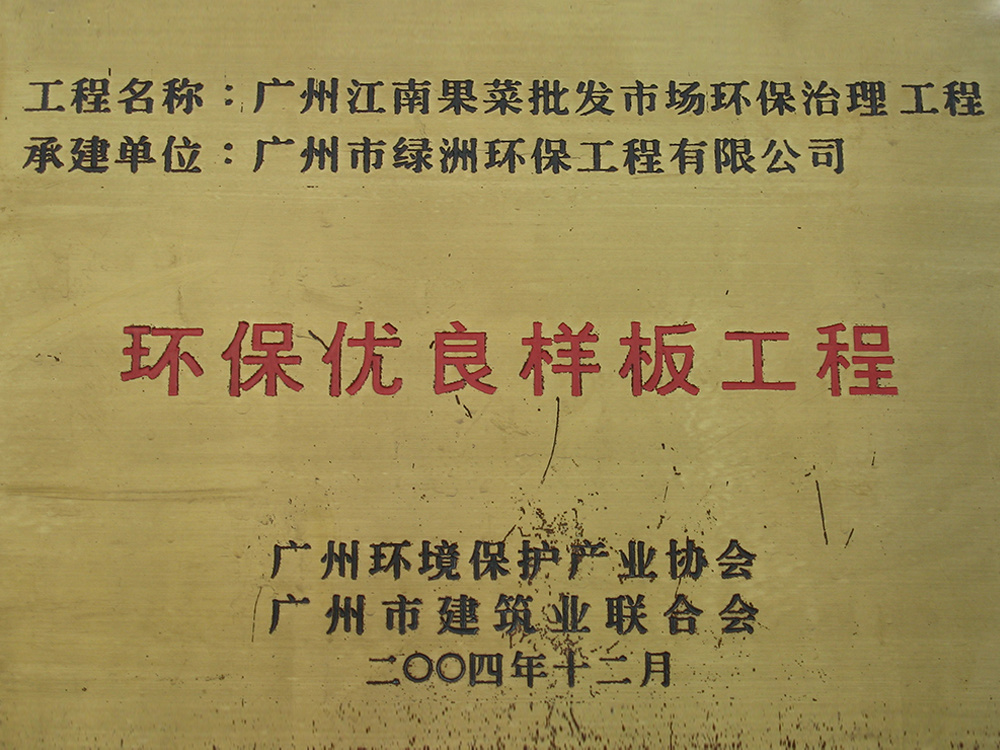 工程名称：广州江南果菜批发市场环保治理工程
承建单位：广州市绿洲环保工程有限公司
环保优良样板工程
广州环境保护产业协会
广州市建筑业联合会
二〇〇四年十二月